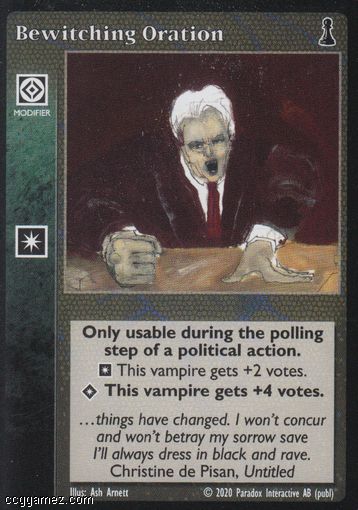 Bewitching Oration
MODIFIER
Only usable during the polling
step of a political action.
This vampire gets +2 votes.
This vampire gets +4 votes.
…things have changed. I won't concur
and won't betray my sorrow save
I'll always dress in black and rave.
Christine de Pisan, Untitled
Illus: Ash Arnett © 2020 Paradox Interactive AB (publ)
ccggamez.com